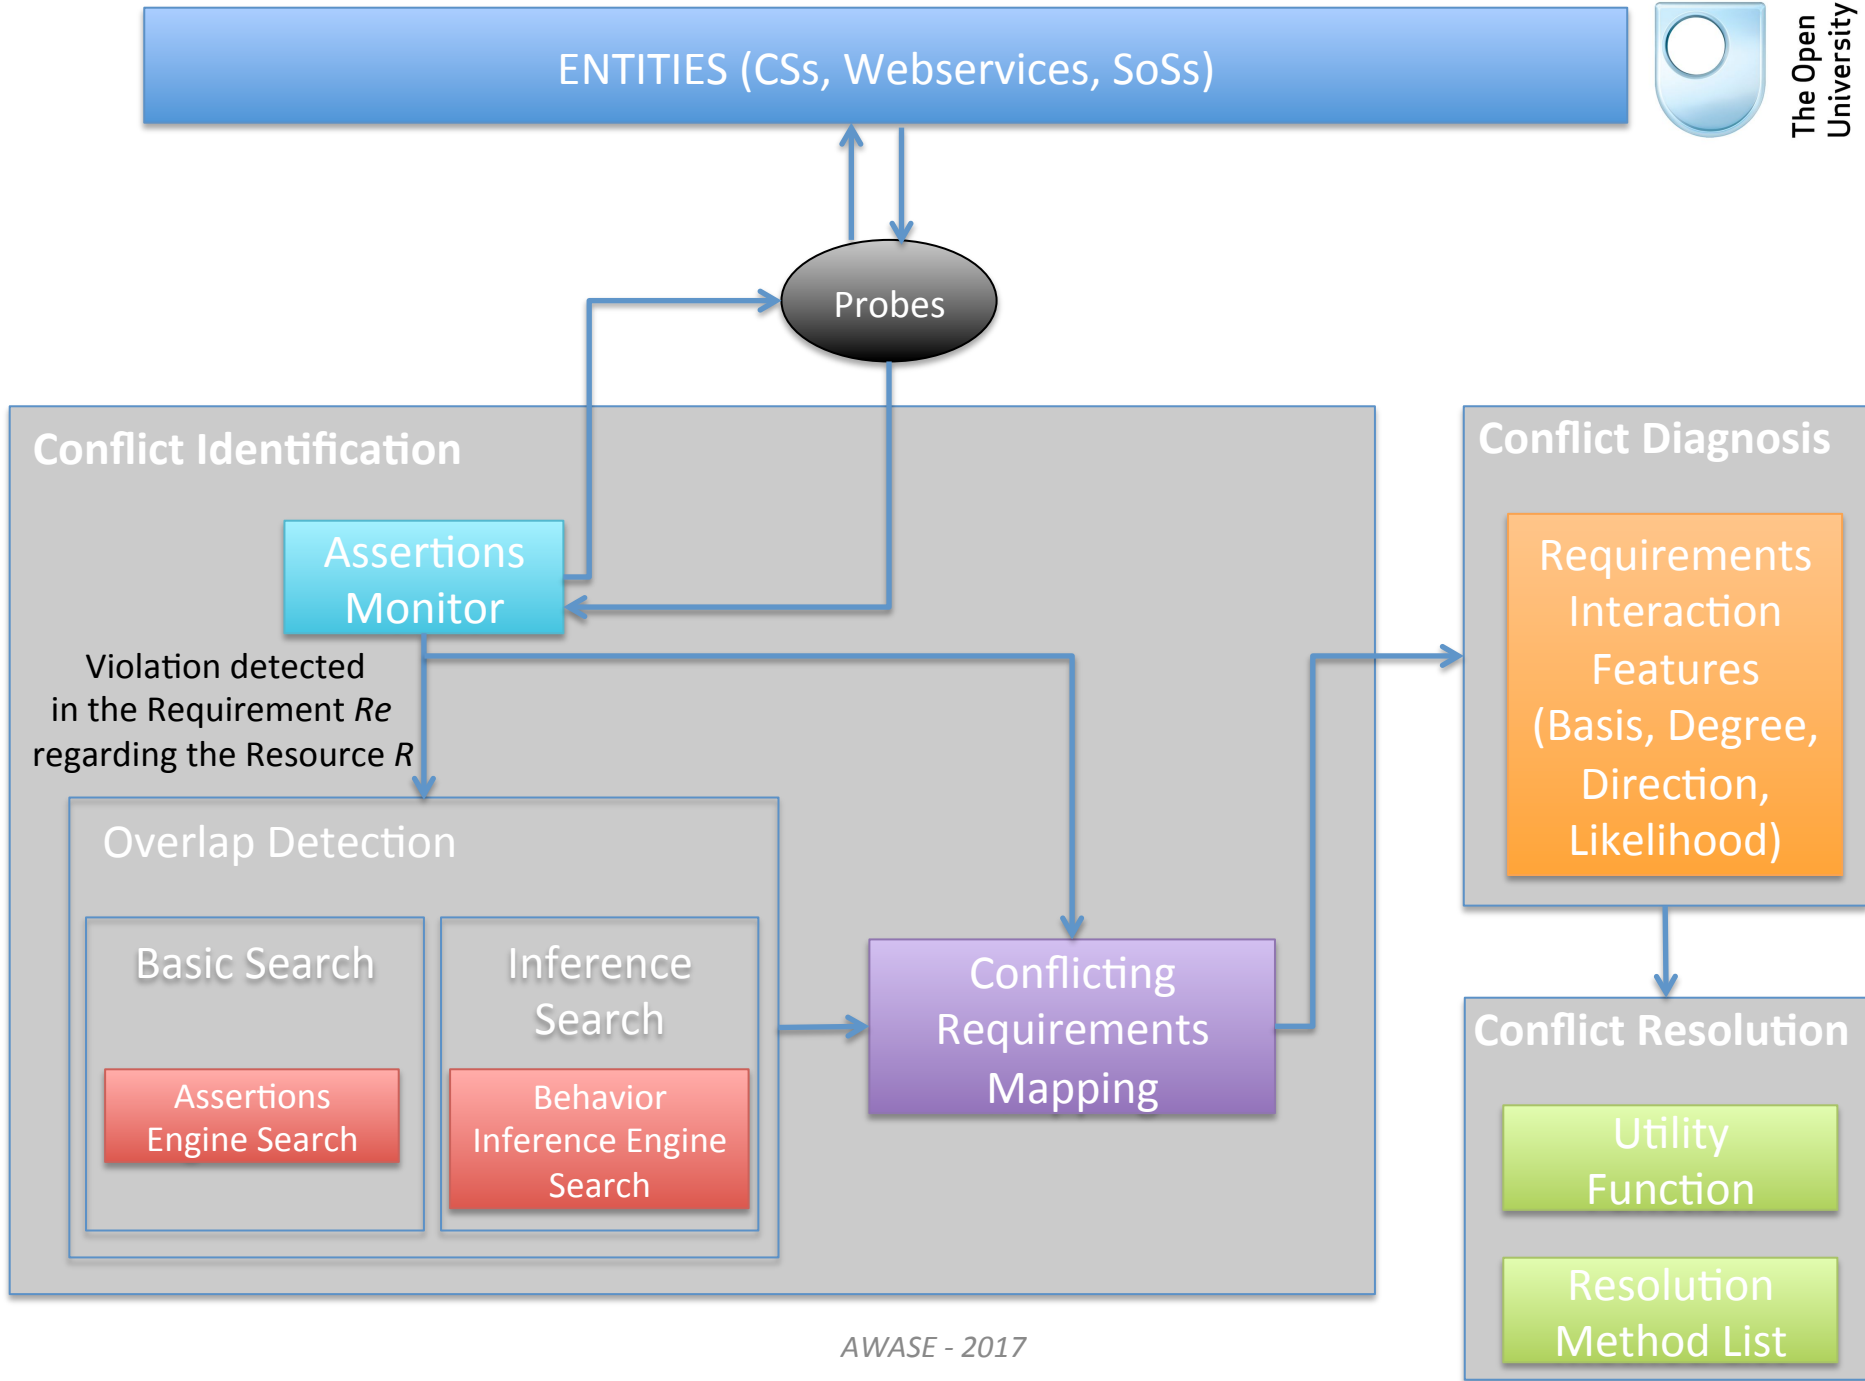 ENTITIES (CSs, Webservices, SoSs)
The Open
University
Probes
Conflict Identification
Assertions
Monitor
Violation detected
in the Requirement Re
regarding the Resource R
Overlap Detection
Basic Search
Assertions
Engine Search
Inference
Search
Behavior
Inference Engine
Search
Conflicting
Requirements
Mapping
Conflict Diagnosis
Requirements
Interaction
Features
(Basis, Degree,
Direction,
Likelihood)
Conflict Resolution
Utility
Function
Resolution
Method List
AWASE - 2017